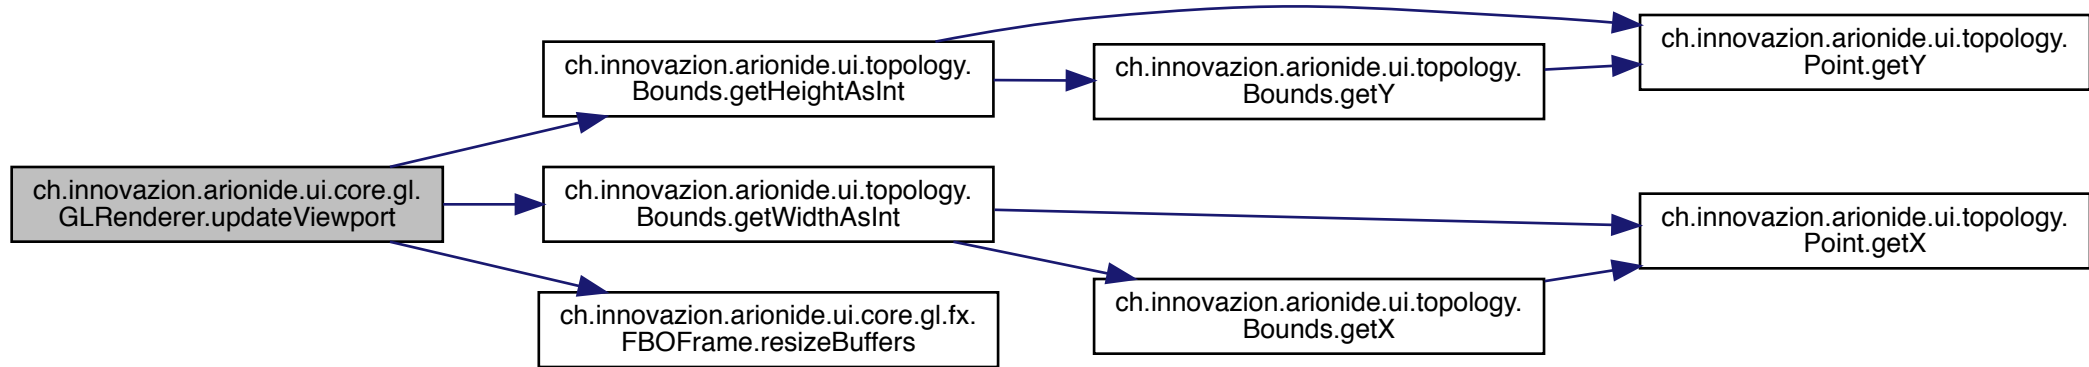 ch.innovazion.arionide.ui.core.gl.
GLRenderer.updateViewport
ch.innovazion.arionide.ui.topology.
Bounds.getHeightAsInt
ch.innovazion.arionide.ui.topology.
Bounds.getWidthAsInt
ch.innovazion.arionide.ui.core.gl.fx.
FBOFrame.resizeBuffers
ch.innovazion.arionide.ui.topology.
Bounds.getY
ch.innovazion.arionide.ui.topology.
Bounds.getX
ch.innovazion.arionide.ui.topology.
Point.getY
ch.innovazion.arionide.ui.topology.
Point.getX